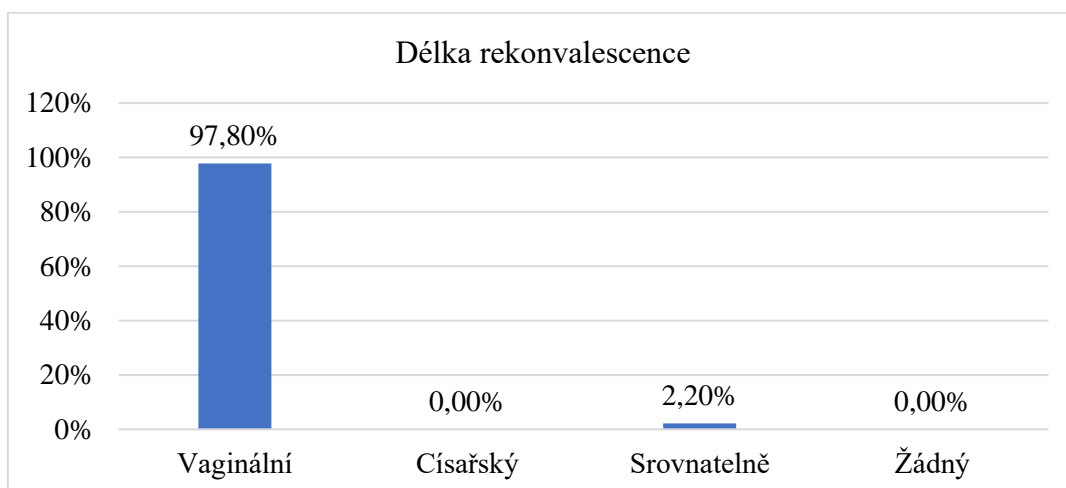 Délka rekonvalescence
120%
97,80%
100%
80%
60%
40%
20%
0,00%
2,20%
0,00%
0%
Vaginální
Císařský
Srovnatelně
Žádný